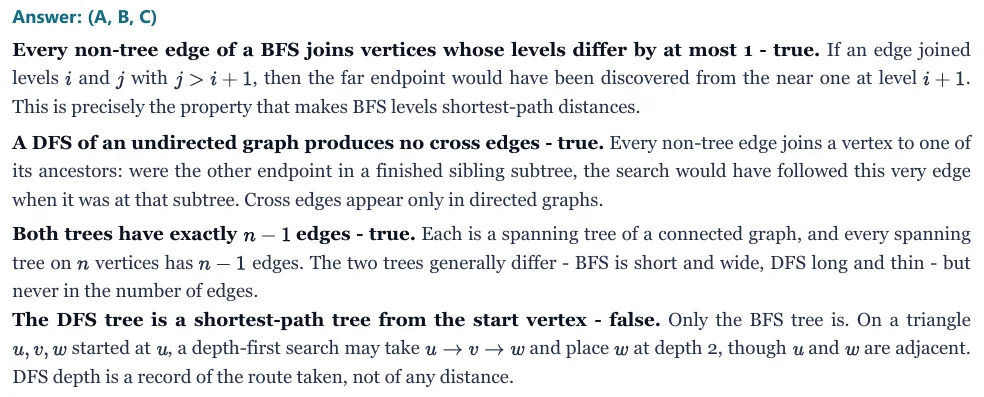 Answer: (A, B, C)
Every non-tree edge of a BFS joins vertices whose levels differ by at most 1 - true. If an edge joined
levels i and j with j > i + 1, then the far endpoint would have been discovered from the near one at level i + 1.
This is precisely the property that makes BFS levels shortest-path distances.
A DFS of an undirected graph produces no cross edges - true. Every non-tree edge joins a vertex to one of
its ancestors: were the other endpoint in a finished sibling subtree, the search would have followed this very edge
when it was at that subtree. Cross edges appear only in directed graphs.
Both trees have exactly n − 1 edges - true. Each is a spanning tree of a connected graph, and every spanning
tree on n vertices has n − 1 edges. The two trees generally differ - BFS is short and wide, DFS long and thin - but
never in the number of edges.
The DFS tree is a shortest-path tree from the start vertex - false. Only the BFS tree is. On a triangle
u, v, w started at u, a depth-first search may take u → v → w and place w at depth 2, though u and w are adjacent.
DFS depth is a record of the route taken, not of any distance.